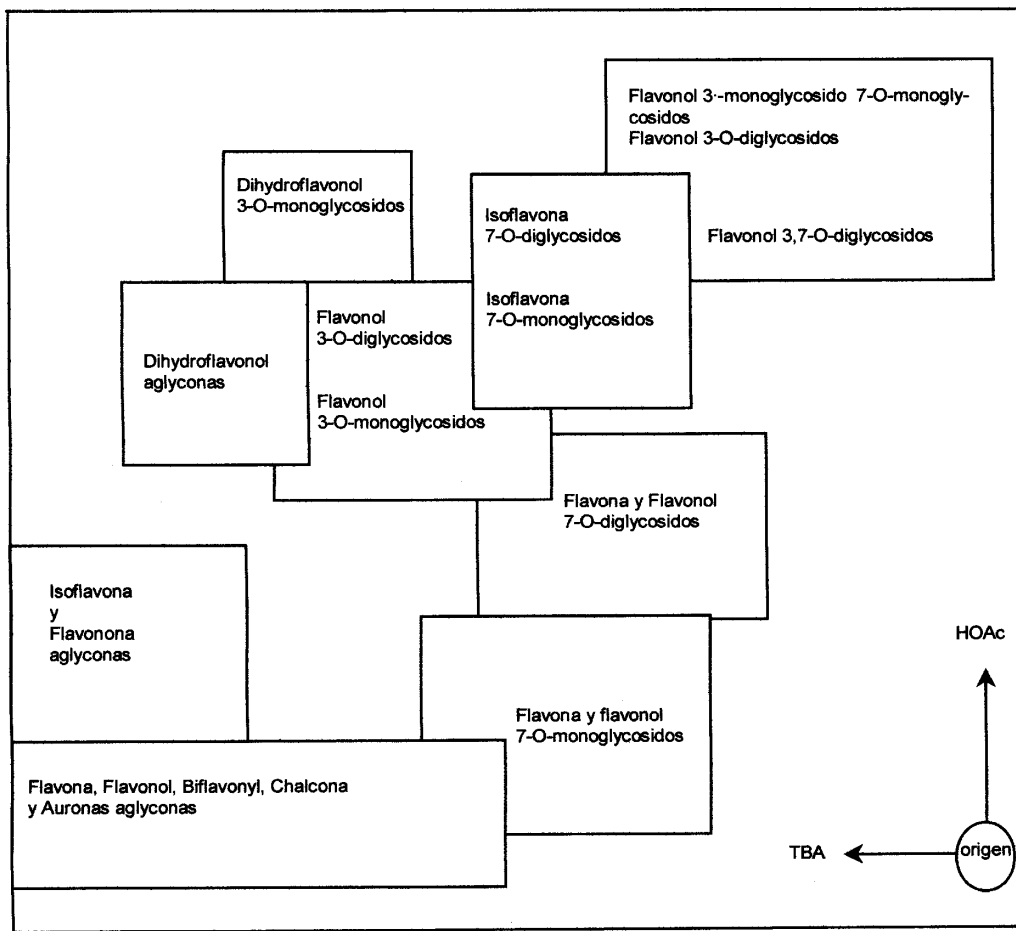 Flavonol 3·-monoglycosido 7-O-monogly-
cosidos
Flavonol 3-O-diglycosidos
Flavonol 3,7-O-diglycosidos
Dihydroflavonol
3-O-monoglycosidos
Isoflavona
7-O-diglycosidos
Isoflavona
7-O-monoglycosidos
Flavonol
3-O-diglycosidos
Flavonol
3-O-monoglycosidos
Dihydroflavonol
aglyconas
Flavona y Flavonol
7-O-diglycosidos
Isoflavona
y
Flavonona
aglyconas
Flavona y flavonol
7-O-monoglycosidos
Flavona, Flavonol, Biflavonyl, Chalcona
y Auronas aglyconas
HOAc
TBA
origen